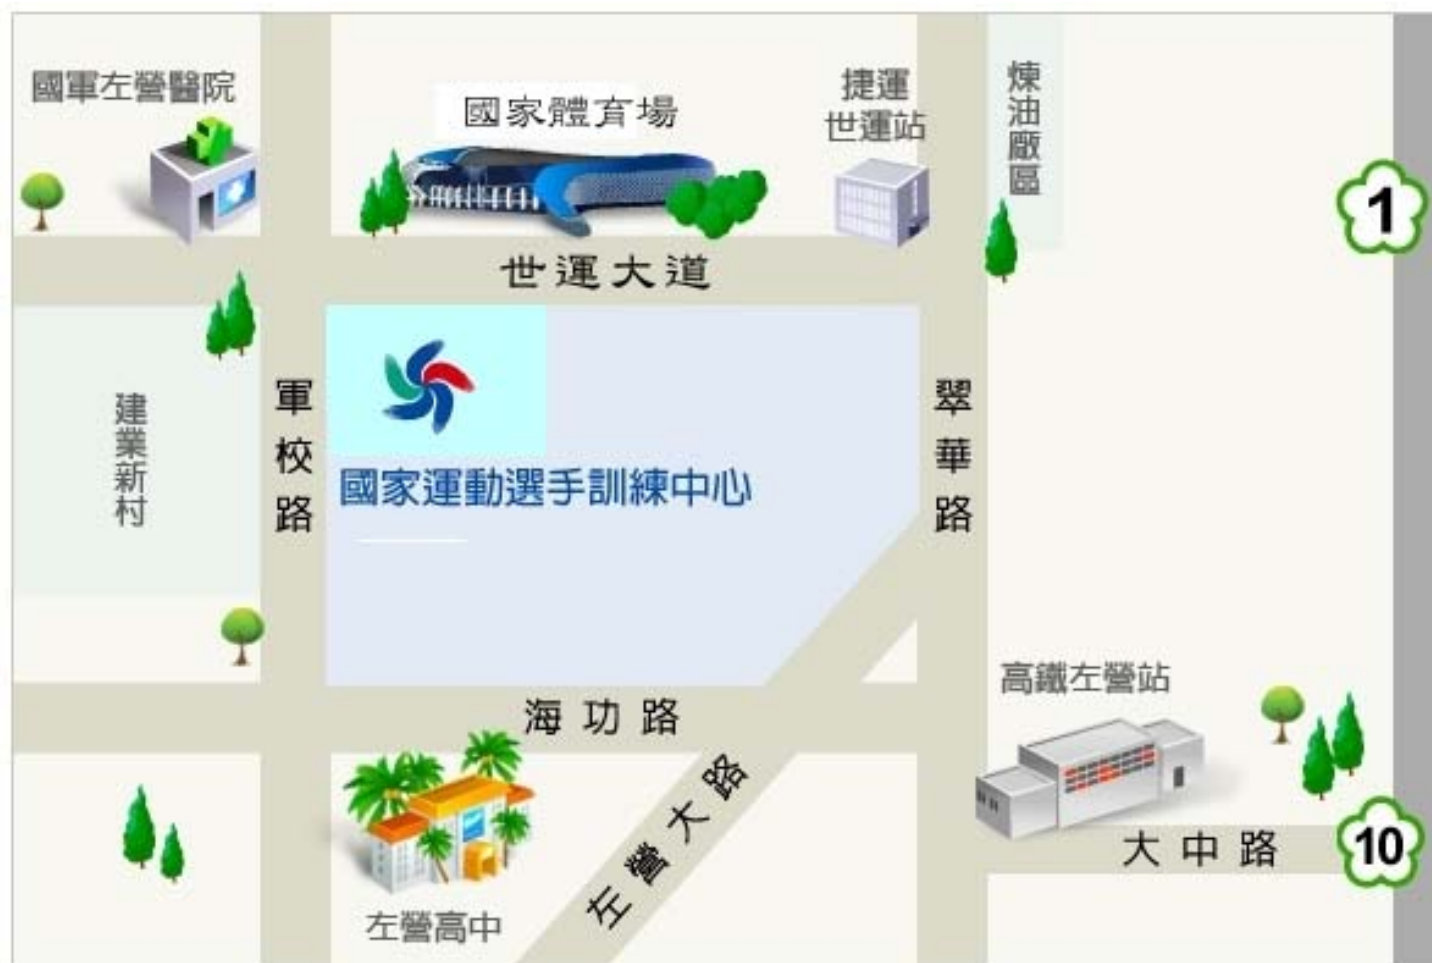 國軍左營醫院
國家體育場
捷運
世運站
煉油廠區
1
世運大道
建業新村
軍校路
國家運動選手訓練中心
翠華路
高鐵左營站
海功路
左營大路
大中路
10
左營高中